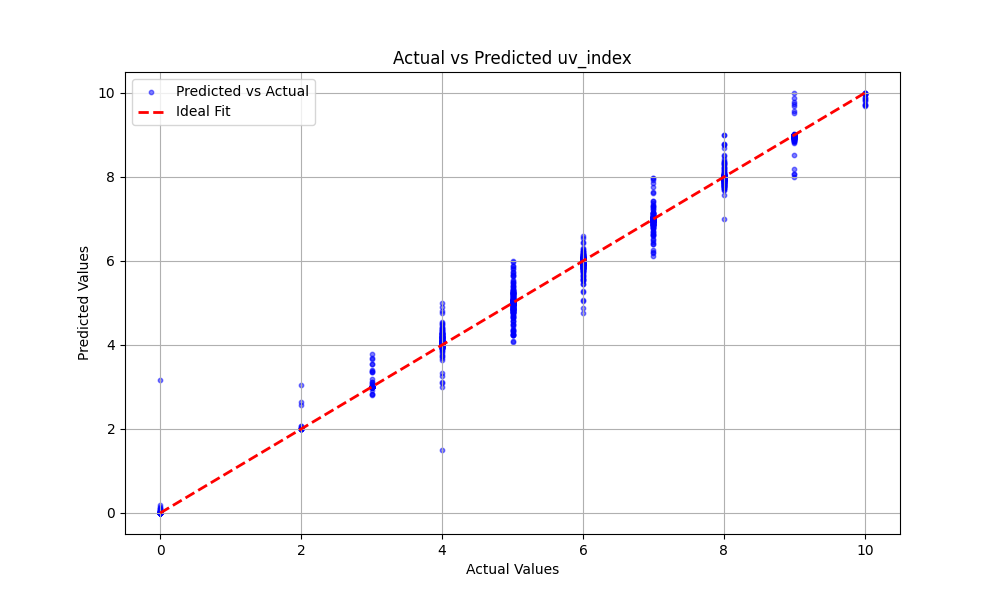 Actual vs Predicted uv_index
Predicted vs Actual
Ideal Fit
10
8
6
4
2
0
Predicted Values
0 2 4 6 8 10
Actual Values